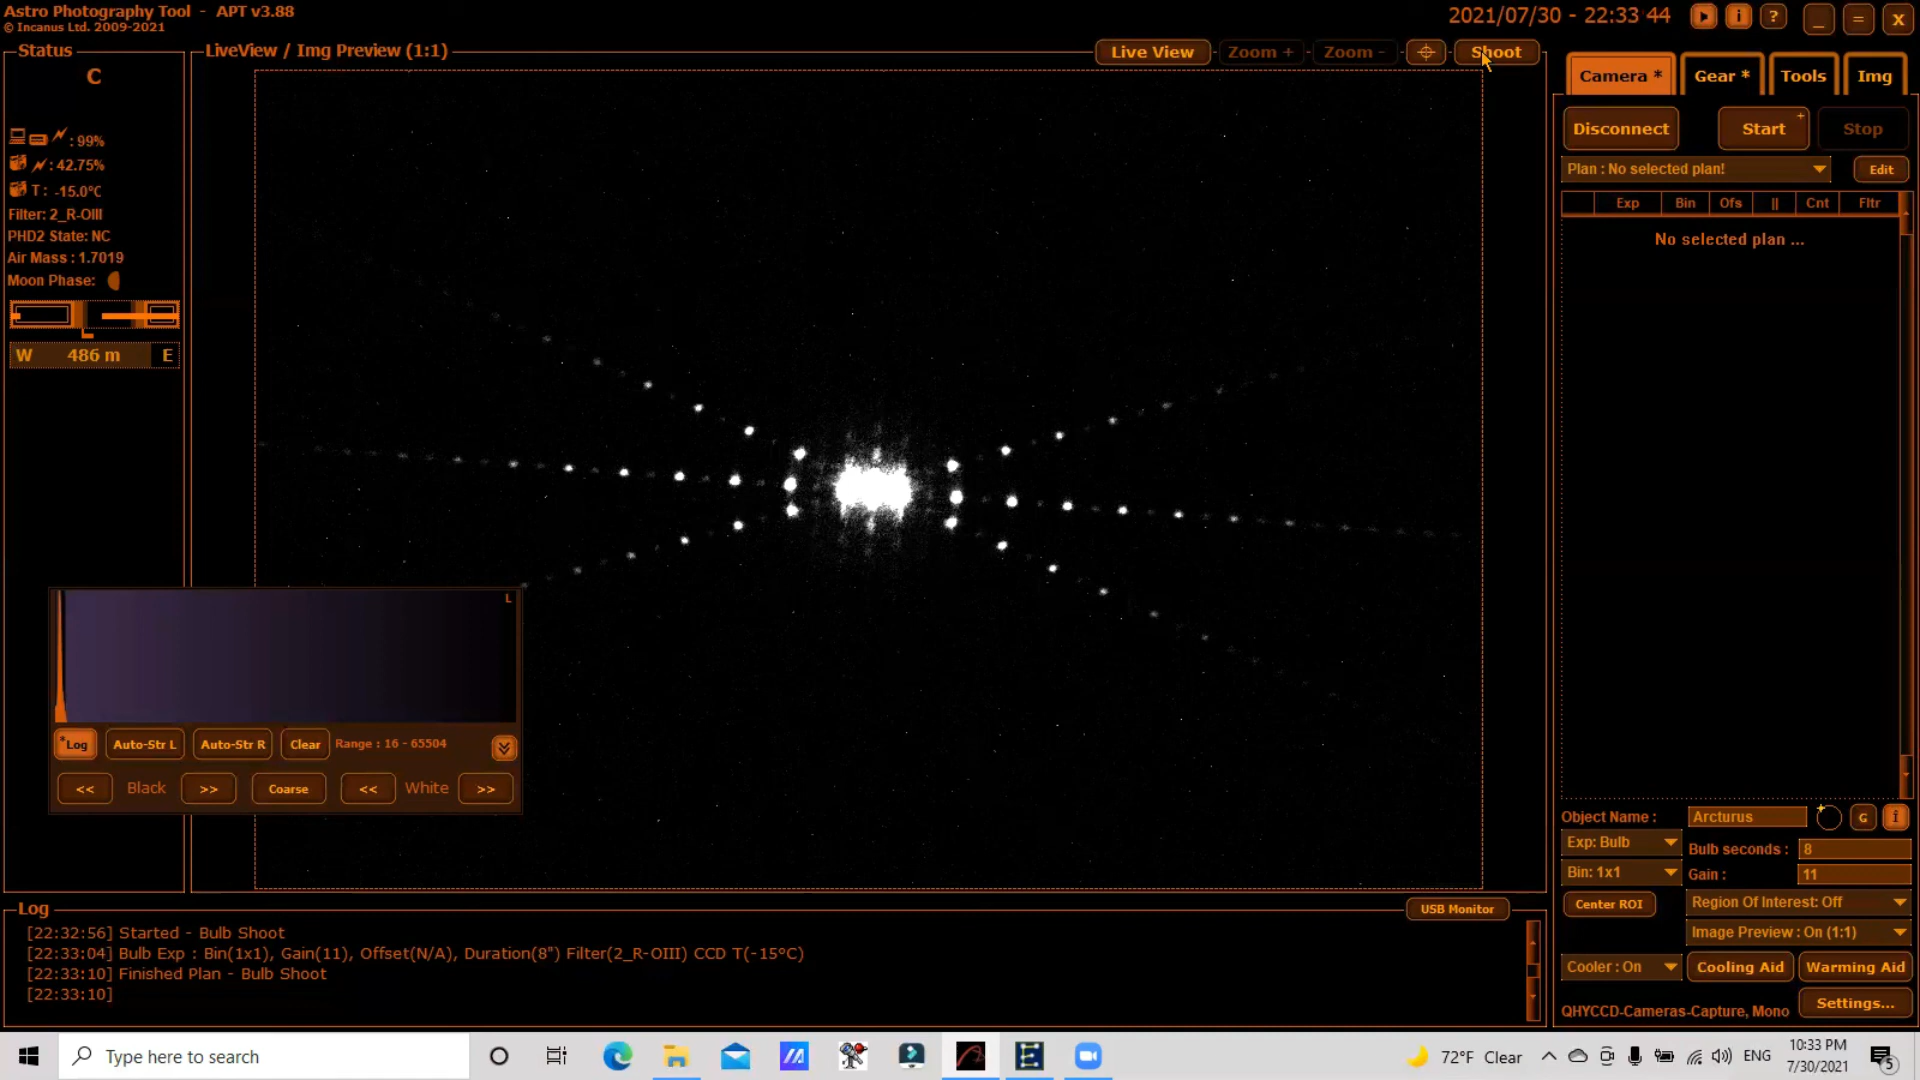 Astro Photography Tool - APT v3.88
© Incanus Ltd. 2009-2021
2021/07/30 - 22:33:44
i
?
_
=
X
Status
LiveView / Img Preview (1:1)
Live View
Zoom +
Zoom -
Shoot
C
Camera *
Gear *
Tools
Img
: 99%
: 42.75%
T : -15.0°C
Filter: 2_R-OIII
PHD2 State: NC
Air Mass : 1.7019
Moon Phase:
W 486 m E
Disconnect
Start +
Stop
Plan : No selected plan!
Edit
Exp Bin Ofs || Cnt Fltr
No selected plan ...
L
*Log
Auto-Str L
Auto-Str R
Clear
Range : 16 - 65504
<<
Black
>>
Coarse
<<
White
>>
Object Name :
Arcturus
G
i
Exp: Bulb
Bulb seconds : 8
Bin: 1x1
Gain : 11
Center ROI
Region Of Interest: Off
Image Preview : On (1:1)
Cooler : On
Cooling Aid
Warming Aid
QHYCCD-Cameras-Capture, Mono
Settings...
Log
USB Monitor
[22:32:56] Started - Bulb Shoot
[22:33:04] Bulb Exp : Bin(1x1), Gain(11), Offset(N/A), Duration(8") Filter(2_R-OIII) CCD T(-15°C)
[22:33:10] Finished Plan - Bulb Shoot
[22:33:10]
Type here to search
72°F Clear
ENG
10:33 PM
7/30/2021
5